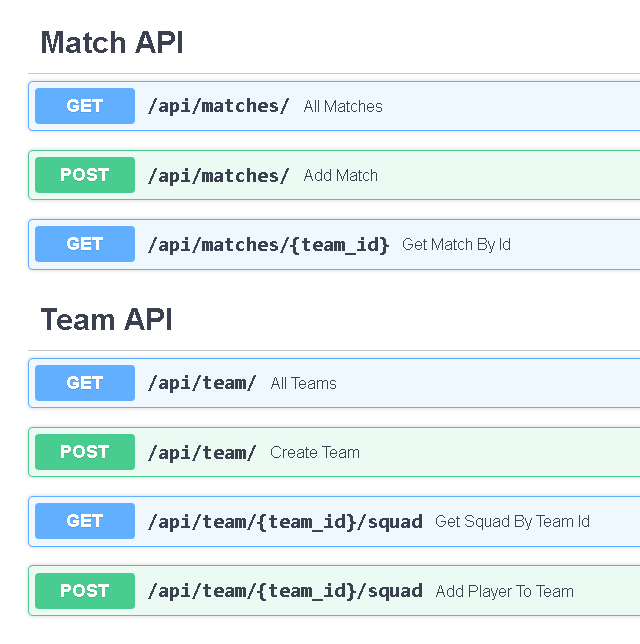 Match API
GET /api/matches/ All Matches
POST /api/matches/ Add Match
GET /api/matches/{team_id} Get Match By Id
Team API
GET /api/team/ All Teams
POST /api/team/ Create Team
GET /api/team/{team_id}/squad Get Squad By Team Id
POST /api/team/{team_id}/squad Add Player To Team